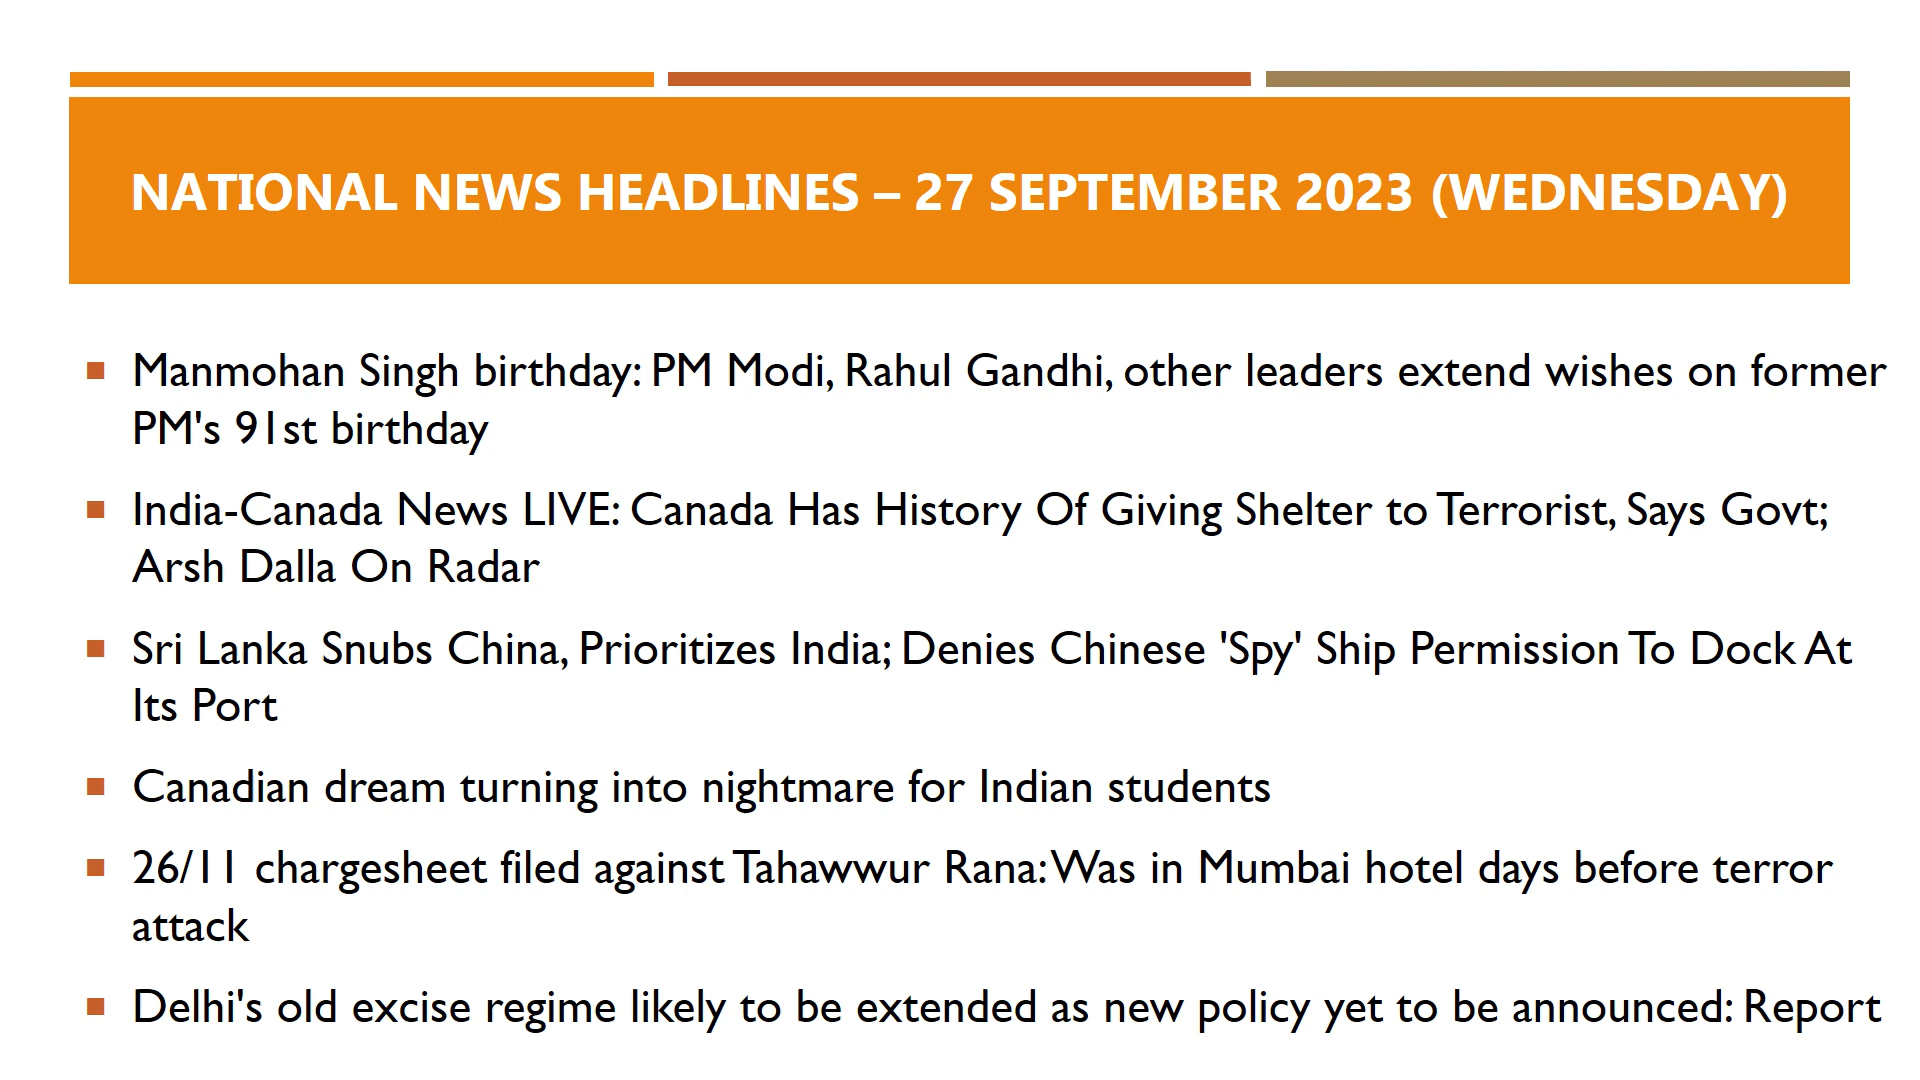 NATIONAL NEWS HEADLINES – 27 SEPTEMBER 2023 (WEDNESDAY)
Manmohan Singh birthday: PM Modi, Rahul Gandhi, other leaders extend wishes on former
PM's 91st birthday
India-Canada News LIVE: Canada Has History Of Giving Shelter to Terrorist, Says Govt;
Arsh Dalla On Radar
Sri Lanka Snubs China, Prioritizes India; Denies Chinese 'Spy' Ship Permission To Dock At
Its Port
Canadian dream turning into nightmare for Indian students
26/11 chargesheet filed against Tahawwur Rana: Was in Mumbai hotel days before terror
attack
Delhi's old excise regime likely to be extended as new policy yet to be announced: Report